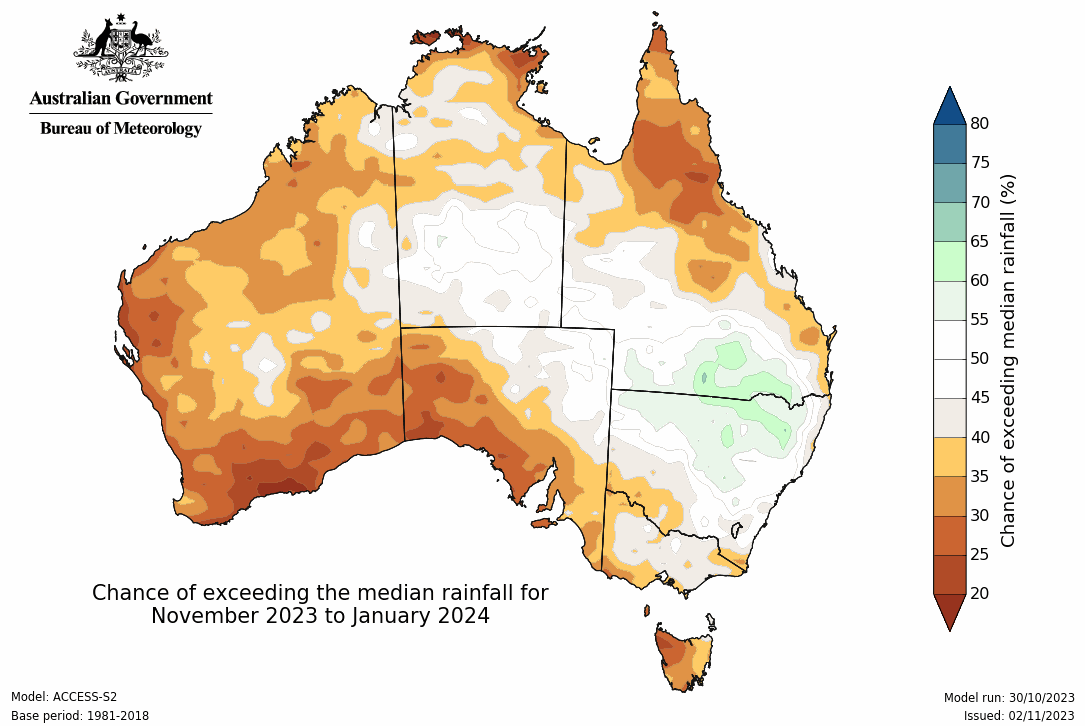 AUSTRALIA
Australian Government
Bureau of Meteorology
80
75
70
65
60
55
50
45
40
35
30
25
20
Chance of exceeding median rainfall (%)
Chance of exceeding the median rainfall for
November 2023 to January 2024
Model: ACCESS-S2
Base period: 1981-2018
Model run: 30/10/2023
Issued: 02/11/2023